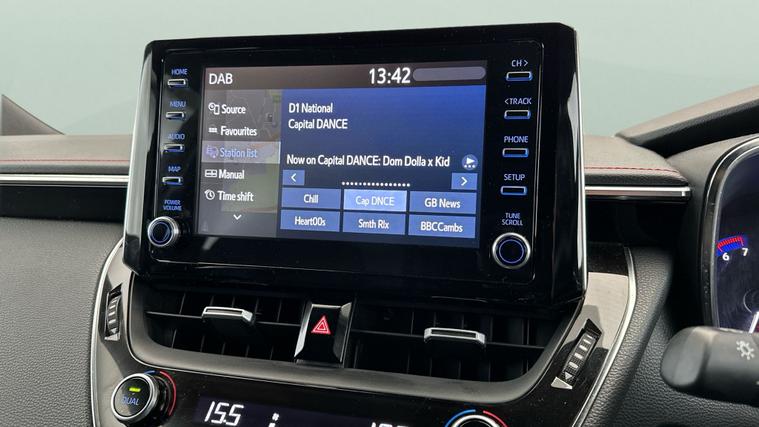 DAB 13:42
HOME
MENU
AUDIO
MAP
POWER
VOLUME
Source
Favourites
Station list
Manual
Time shift
D1 National
Capital DANCE
Now on Capital DANCE: Dom Dolla x Kid
Chill Cap DNCE GB News
Heart00s Smth Rlx BBCCambs
CH >
< TRACK
PHONE
SETUP
TUNE
SCROLL
6 7
DUAL
15.5